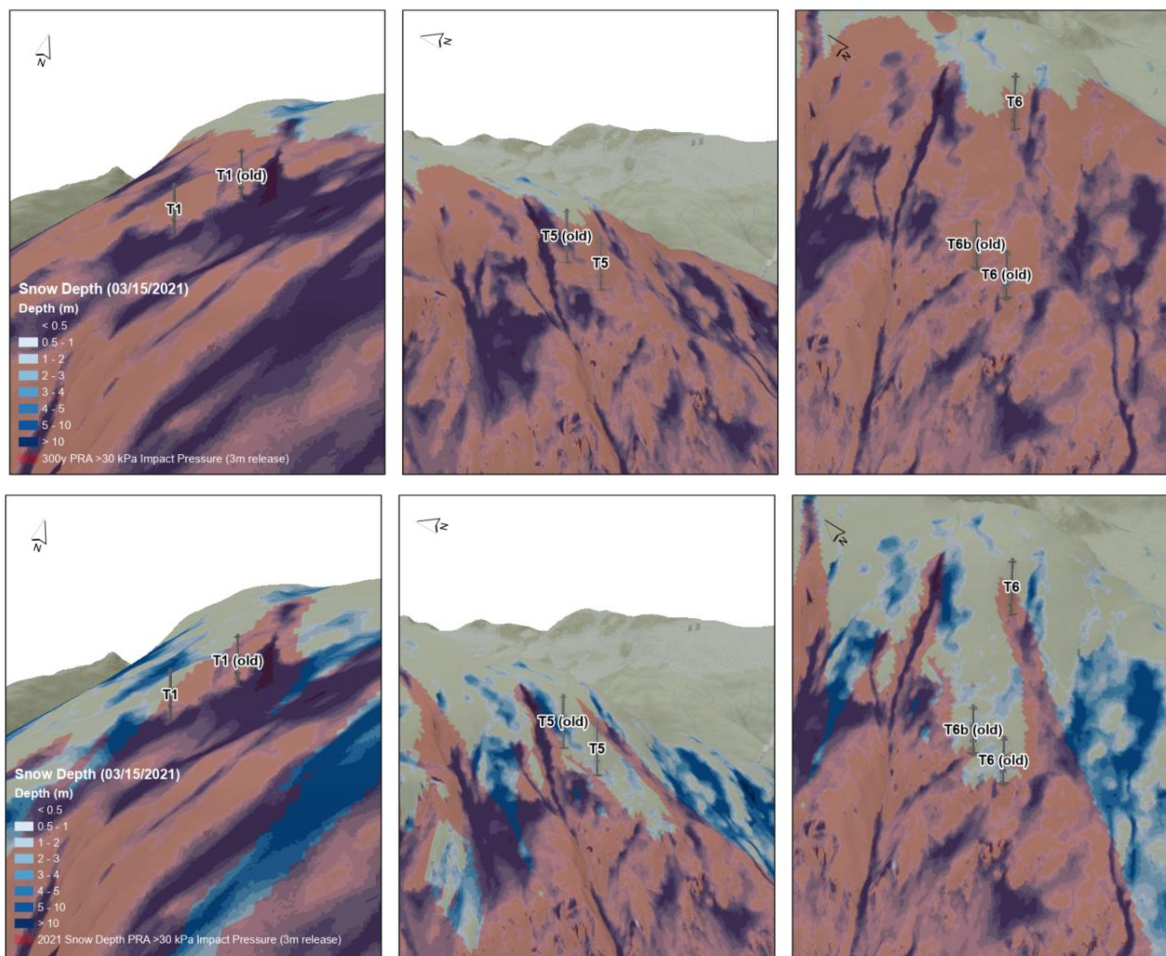 N
N
N
T1 (old)
T1
T5 (old)
T5
T6
T6b (old)
T6 (old)
Snow Depth (03/15/2021)
Depth (m)
< 0.5
0.5 - 1
1 - 2
2 - 3
3 - 4
4 - 5
5 - 10
> 10
300y PRA >30 kPa Impact Pressure (3m release)
N
N
N
T1 (old)
T1
T5 (old)
T5
T6
T6b (old)
T6 (old)
Snow Depth (03/15/2021)
Depth (m)
< 0.5
0.5 - 1
1 - 2
2 - 3
3 - 4
4 - 5
5 - 10
> 10
2021 Snow Depth PRA >30 kPa Impact Pressure (3m release)